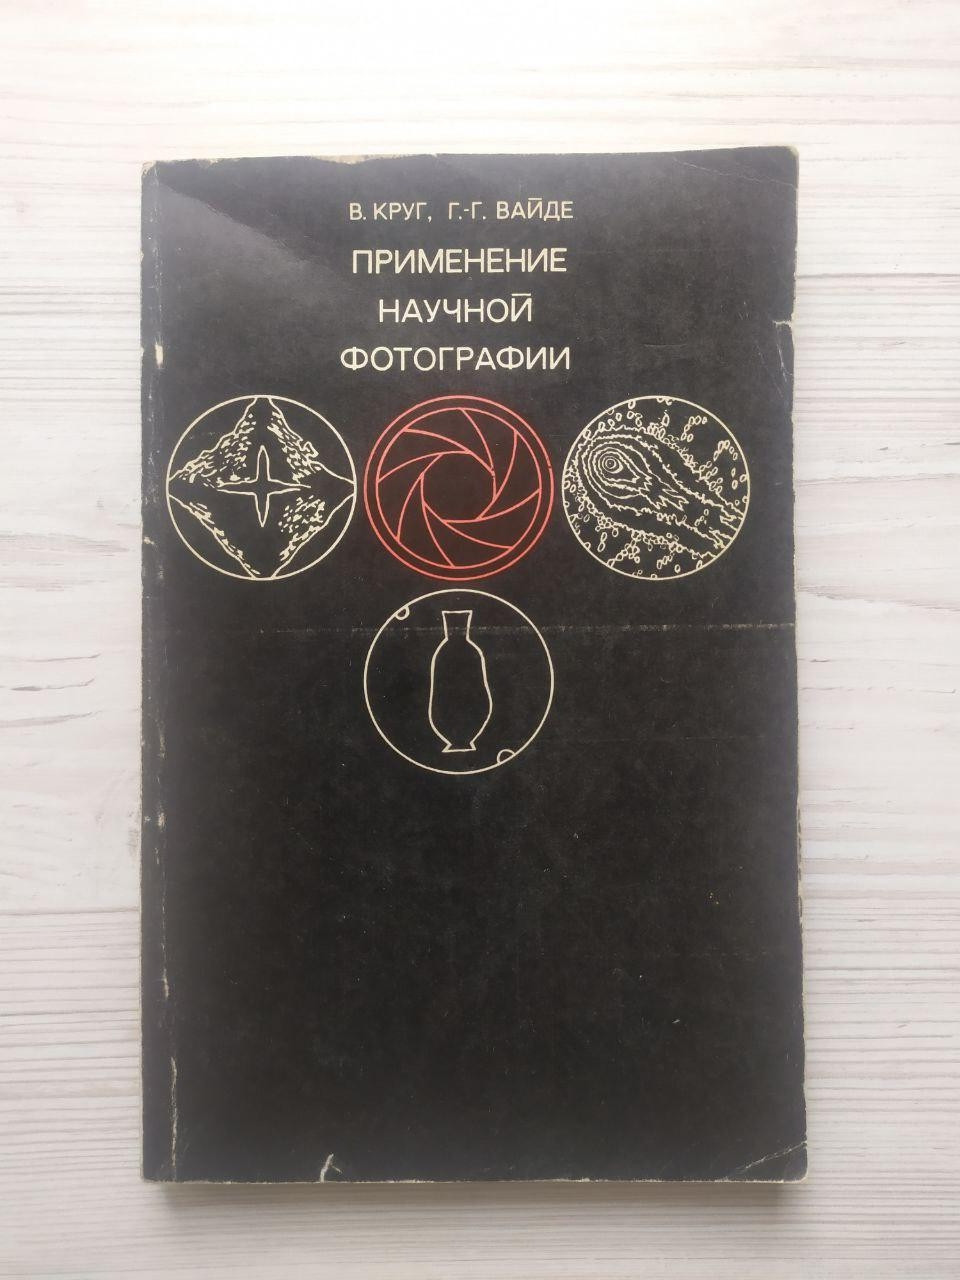 В. КРУГ, Г.-Г. ВАЙДЕ
ПРИМЕНЕНИЕ
НАУЧНОЙ
ФОТОГРАФИИ